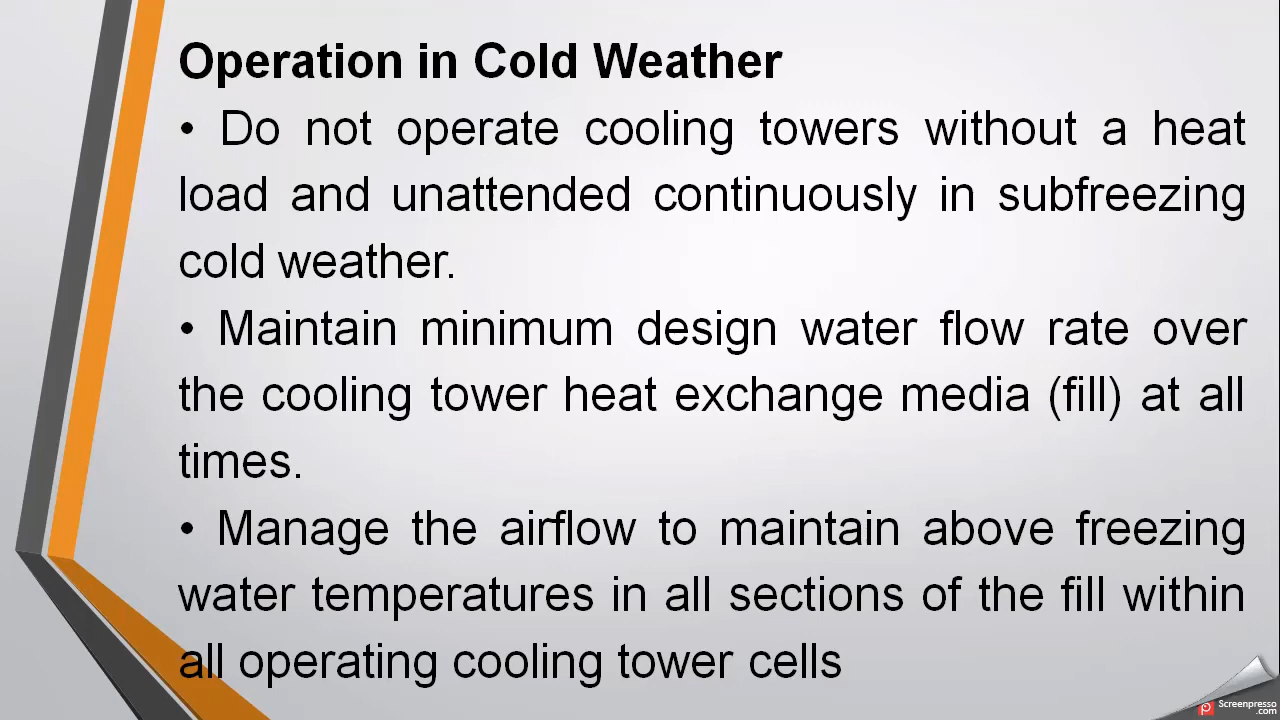 Operation in Cold Weather
• Do not operate cooling towers without a heat
load and unattended continuously in subfreezing
cold weather.
• Maintain minimum design water flow rate over
the cooling tower heat exchange media (fill) at all
times.
• Manage the airflow to maintain above freezing
water temperatures in all sections of the fill within
all operating cooling tower cells
Screenpresso
.com